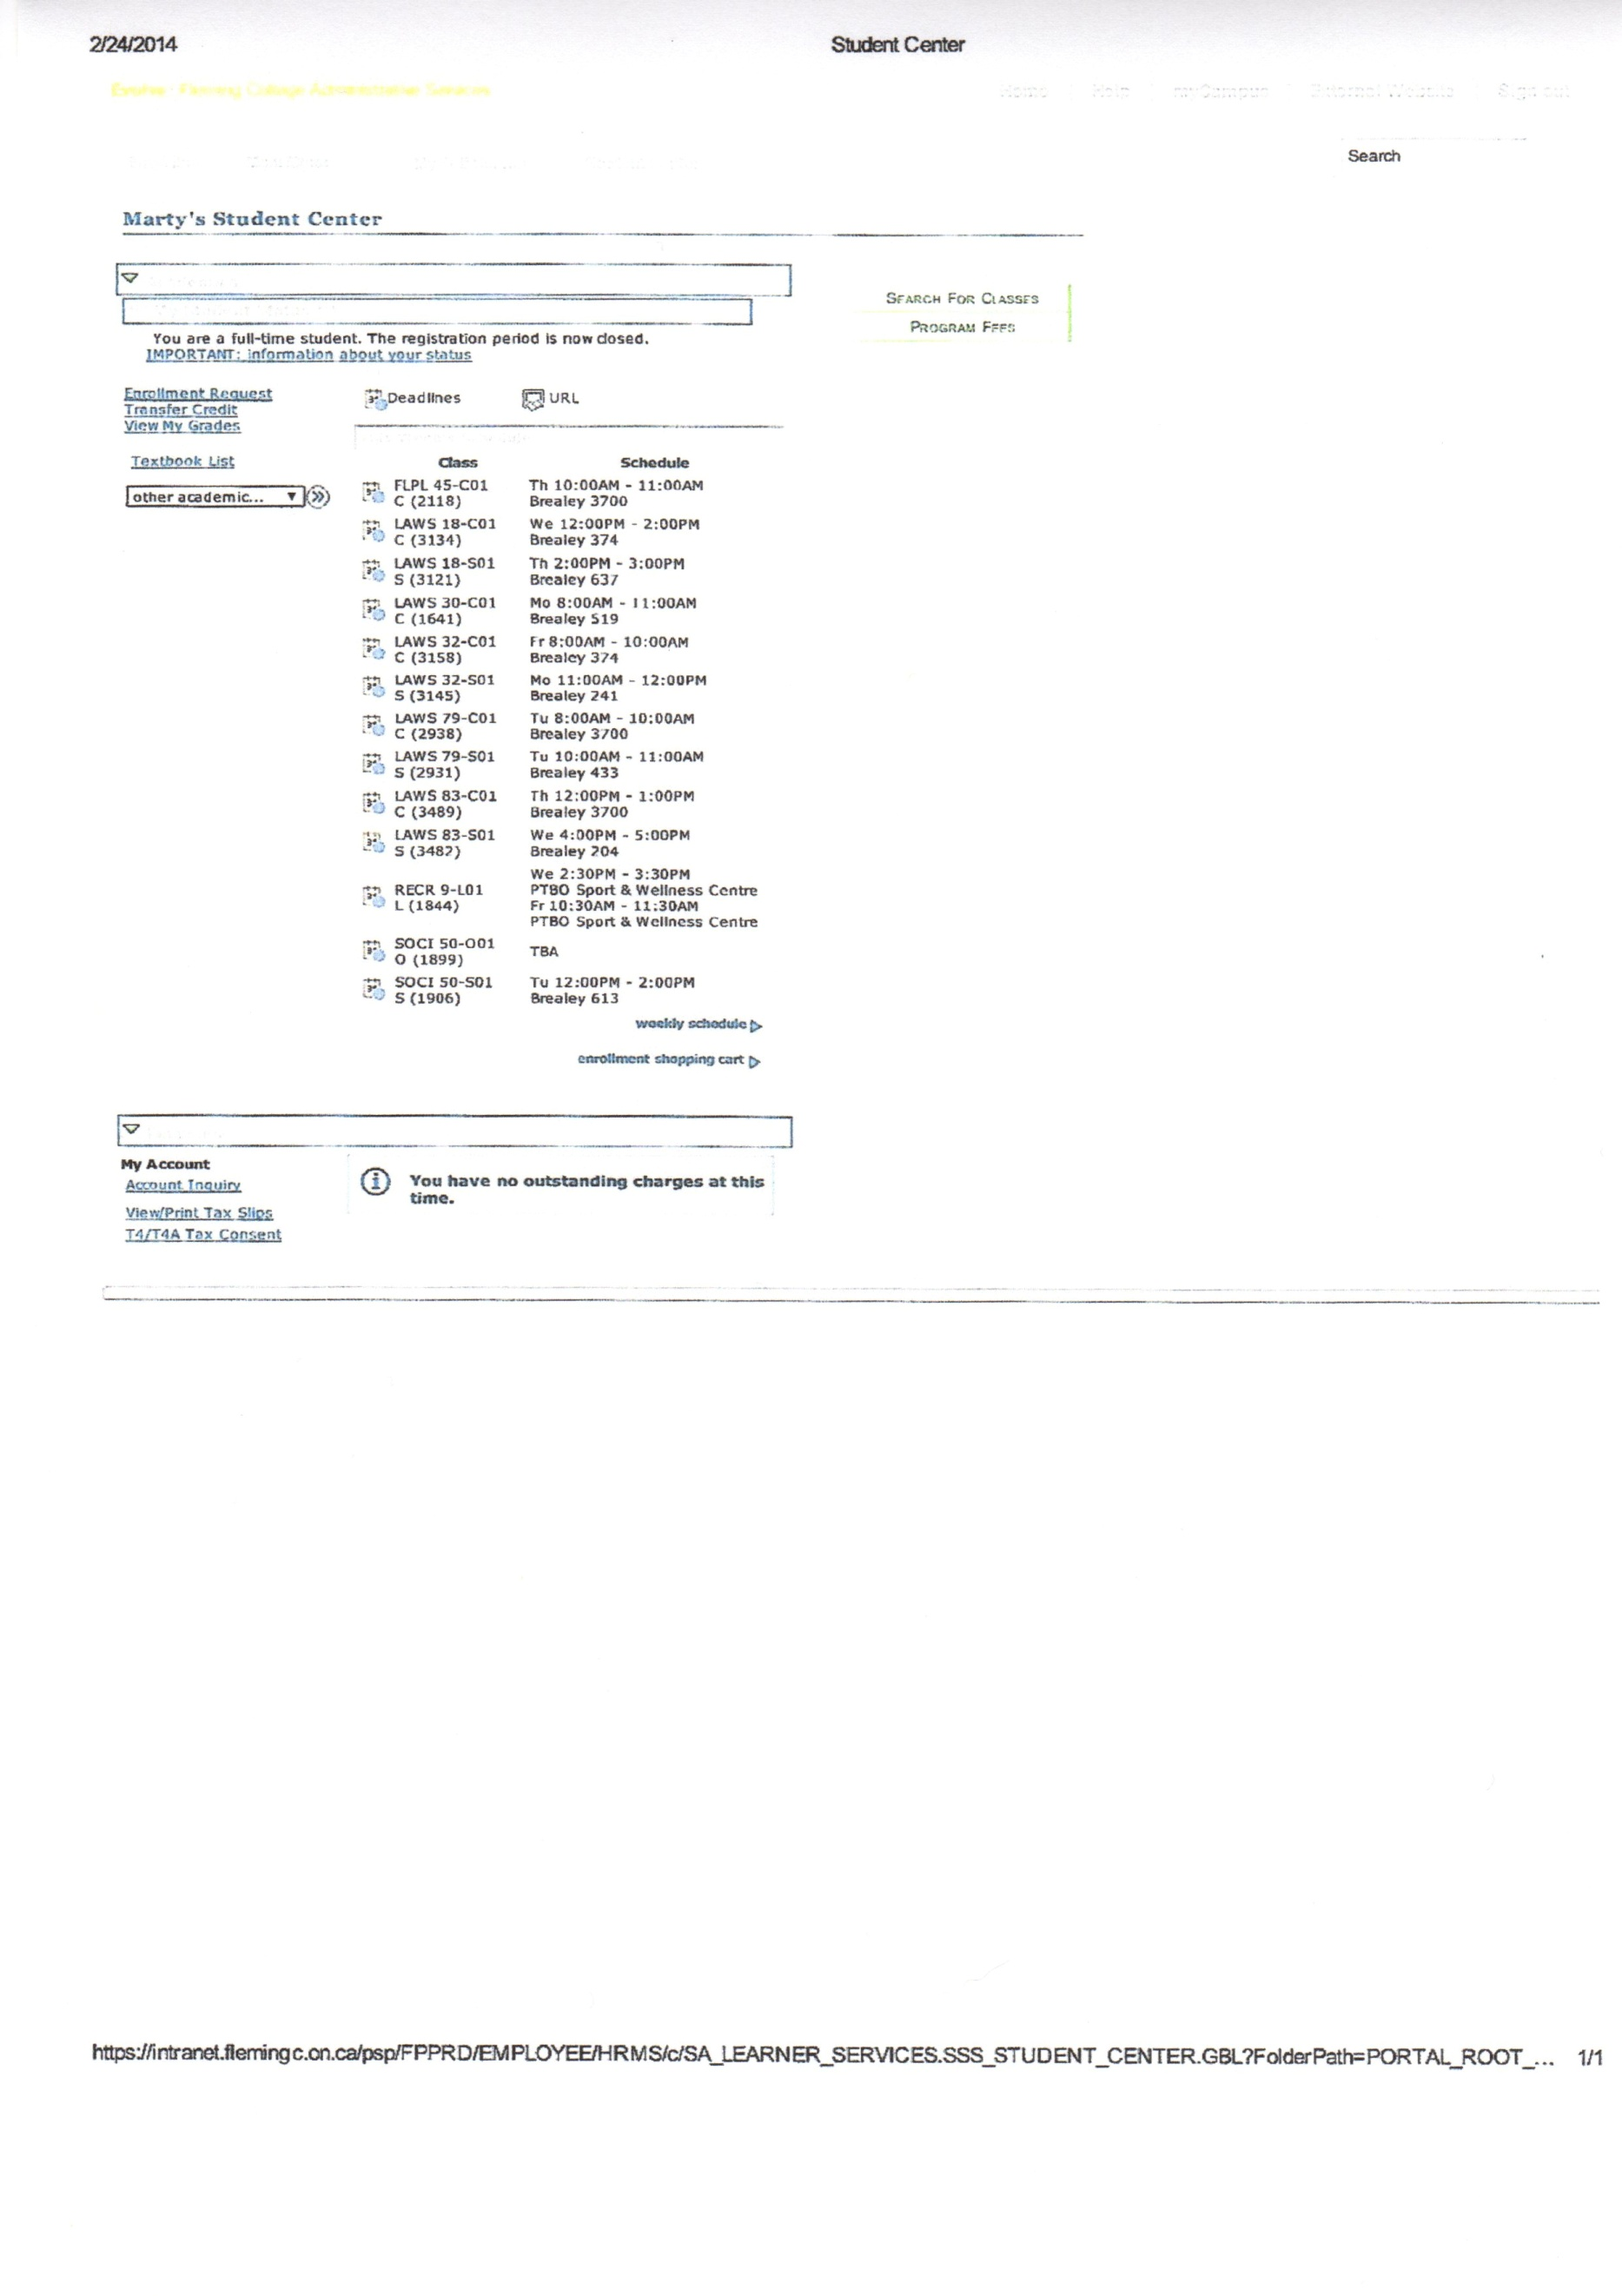 2/24/2014 Student Center
Evolve : Fleming College Administrative Services Home Help myCampus External Website Sign out
Search
Marty's Student Center
You are a full-time student. The registration period is now closed.
IMPORTANT: information about your status
SEARCH FOR CLASSES
PROGRAM FEES
Enrollment Request
Transfer Credit
View My Grades
Textbook List
other academic...
Deadlines URL
Class Schedule
FLPL 45-C01 Th 10:00AM - 11:00AM
C (2118) Brealey 3700
LAWS 18-C01 We 12:00PM - 2:00PM
C (3134) Brealey 374
LAWS 18-S01 Th 2:00PM - 3:00PM
S (3121) Brealey 637
LAWS 30-C01 Mo 8:00AM - 11:00AM
C (1641) Brealey 519
LAWS 32-C01 Fr 8:00AM - 10:00AM
C (3158) Brealey 374
LAWS 32-S01 Mo 11:00AM - 12:00PM
S (3145) Brealey 241
LAWS 79-C01 Tu 8:00AM - 10:00AM
C (2938) Brealey 3700
LAWS 79-S01 Tu 10:00AM - 11:00AM
S (2931) Brealey 433
LAWS 83-C01 Th 12:00PM - 1:00PM
C (3489) Brealey 3700
LAWS 83-S01 We 4:00PM - 5:00PM
S (3482) Brealey 204
We 2:30PM - 3:30PM
RECR 9-L01 PTBO Sport & Wellness Centre
L (1844) Fr 10:30AM - 11:30AM
PTBO Sport & Wellness Centre
SOCI 50-O01 TBA
O (1899)
SOCI 50-S01 Tu 12:00PM - 2:00PM
S (1906) Brealey 613
weekly schedule
enrollment shopping cart
My Account
Account Inquiry
View/Print Tax Slips
T4/T4A Tax Consent
You have no outstanding charges at this
time.
https://intranet.flemingc.on.ca/psp/FPPRD/EMPLOYEE/HRMS/c/SA_LEARNER_SERVICES.SSS_STUDENT_CENTER.GBL?FolderPath=PORTAL_ROOT_... 1/1